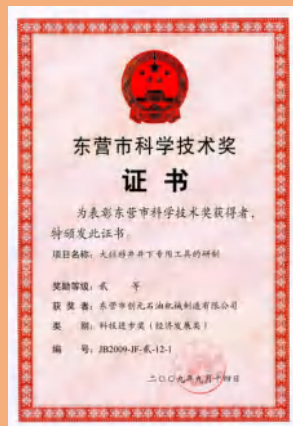 东营市科学技术奖
证书
为表彰东营市科学技术奖获得者，
特颁发此证书。
项目名称：大位移井井下专用工具的研制
奖励等级：贰 等
获 奖 者：东营市创元石油机械制造有限公司
类 别：科技进步奖（经济发展类）
编 号：JB2009-JF-贰-12-1
二〇〇九年九月十四日